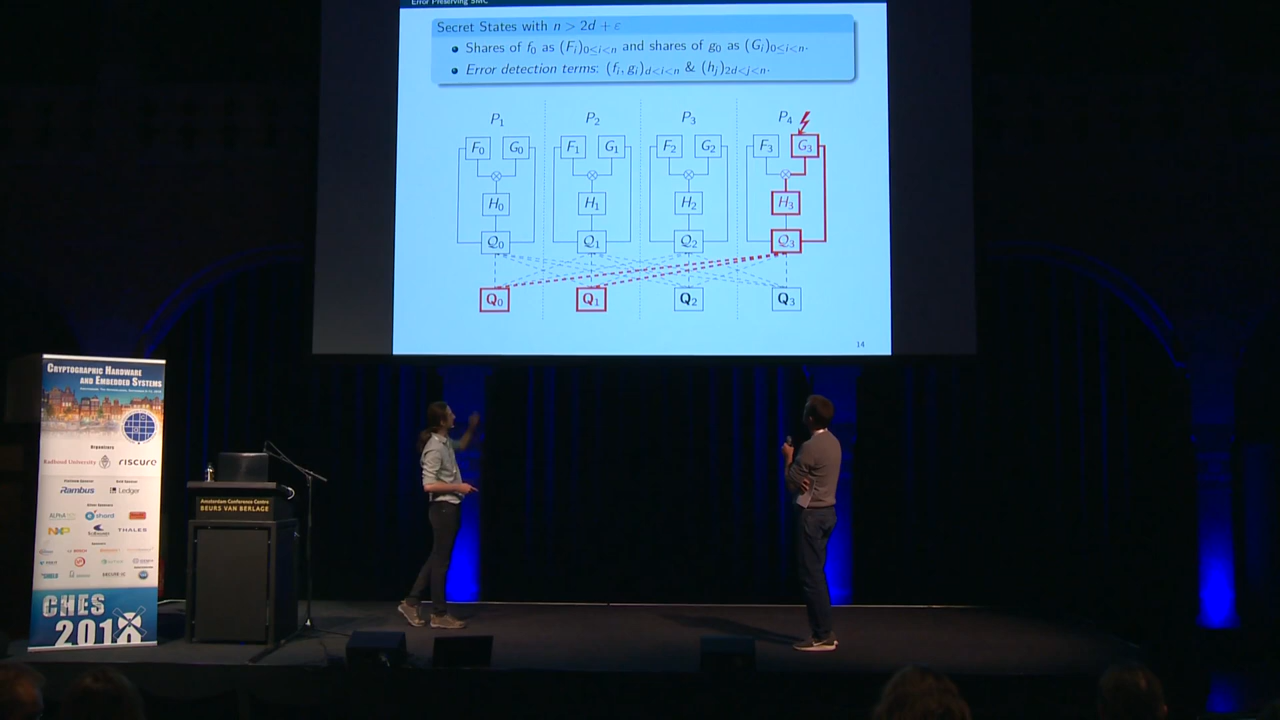 Error Preserving SMC
Secret States with n > 2d + ε
• Shares of f₀ as (Fᵢ)₀≤ᵢ<ₙ and shares of g₀ as (Gᵢ)₀≤ᵢ<ₙ.
• Error detection terms: (fᵢ, gᵢ)d<ᵢ<ₙ & (hⱼ)₂d<ⱼ<ₙ.
P₁ P₂ P₃ P₄
F₀ G₀ F₁ G₁ F₂ G₂ F₃ G₃
H₀ H₁ H₂ H₃
Q₀ Q₁ Q₂ Q₃
Q₀ Q₁ Q₂ Q₃
14
CRYPTOGRAPHIC HARDWARE
AND EMBEDDED SYSTEMS
Organizers
Radboud University riscure
Rambus Ledger
NXP THALES
CHES
2018
Amsterdam Conference Centre
BEURS VAN BERLAGE